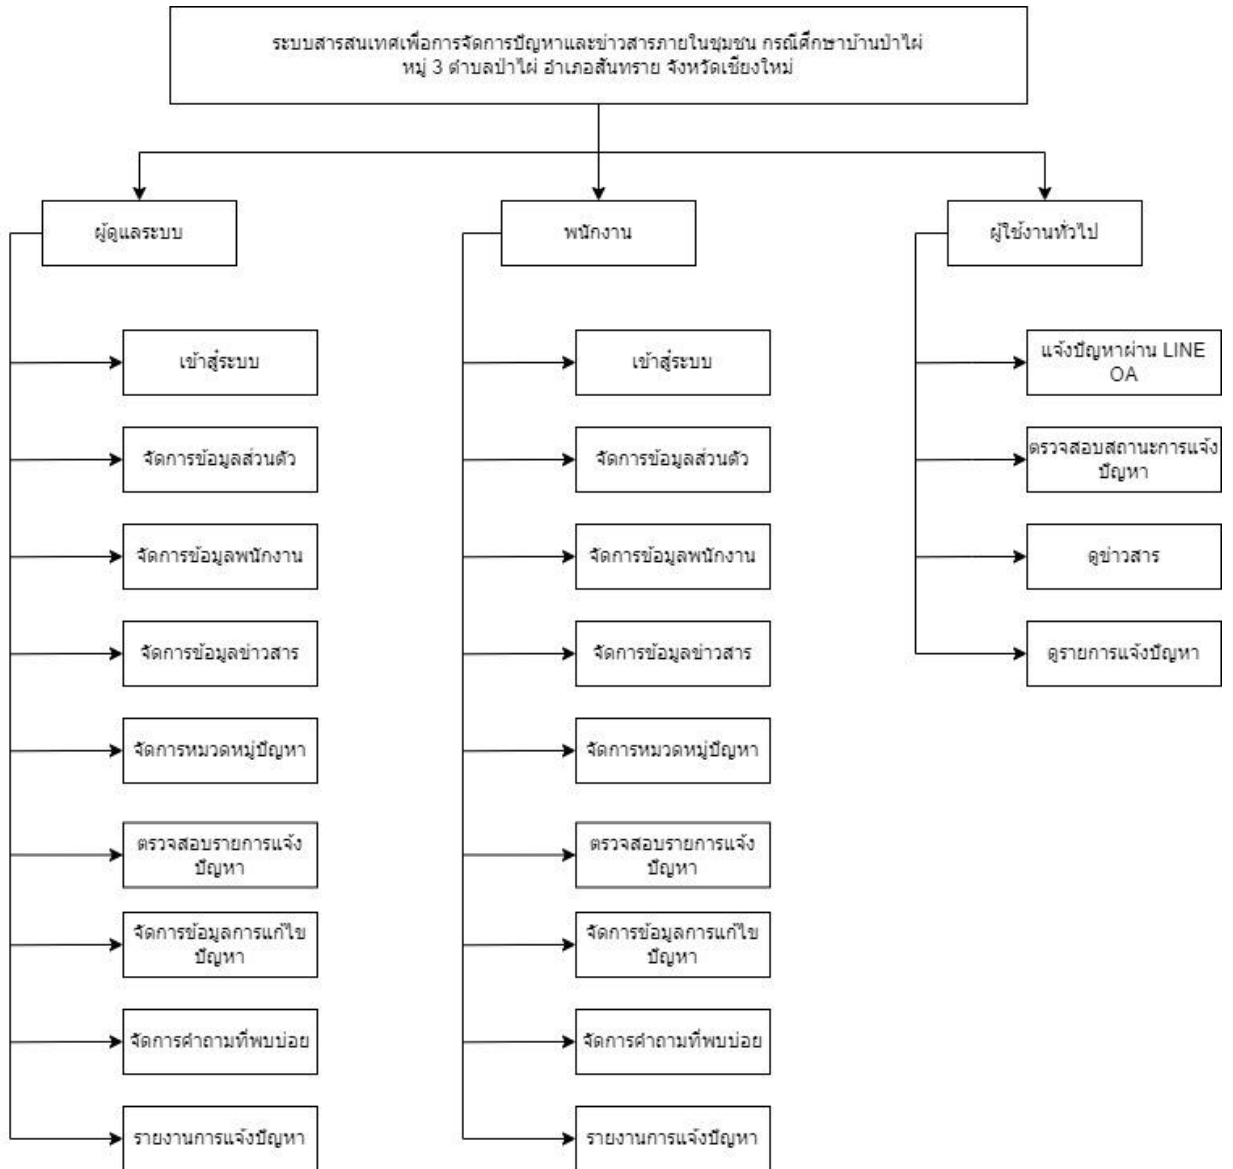 ระบบสารสนเทศเพื่อการจัดการปัญหาและข่าวสารภายในชุมชน กรณีศึกษาบ้านป่าไผ่
หมู่ 3 ตำบลป่าไผ่ อำเภอสันทราย จังหวัดเชียงใหม่
ผู้ดูแลระบบ
เข้าสู่ระบบ
จัดการข้อมูลส่วนตัว
จัดการข้อมูลพนักงาน
จัดการข้อมูลข่าวสาร
จัดการหมวดหมู่ปัญหา
ตรวจสอบรายการแจ้ง
ปัญหา
จัดการข้อมูลการแก้ไข
ปัญหา
จัดการคำถามที่พบบ่อย
รายงานการแจ้งปัญหา
พนักงาน
เข้าสู่ระบบ
จัดการข้อมูลส่วนตัว
จัดการข้อมูลพนักงาน
จัดการข้อมูลข่าวสาร
จัดการหมวดหมู่ปัญหา
ตรวจสอบรายการแจ้ง
ปัญหา
จัดการข้อมูลการแก้ไข
ปัญหา
จัดการคำถามที่พบบ่อย
รายงานการแจ้งปัญหา
ผู้ใช้งานทั่วไป
แจ้งปัญหาผ่าน LINE
OA
ตรวจสอบสถานะการแจ้ง
ปัญหา
ดูข่าวสาร
ดูรายการแจ้งปัญหา